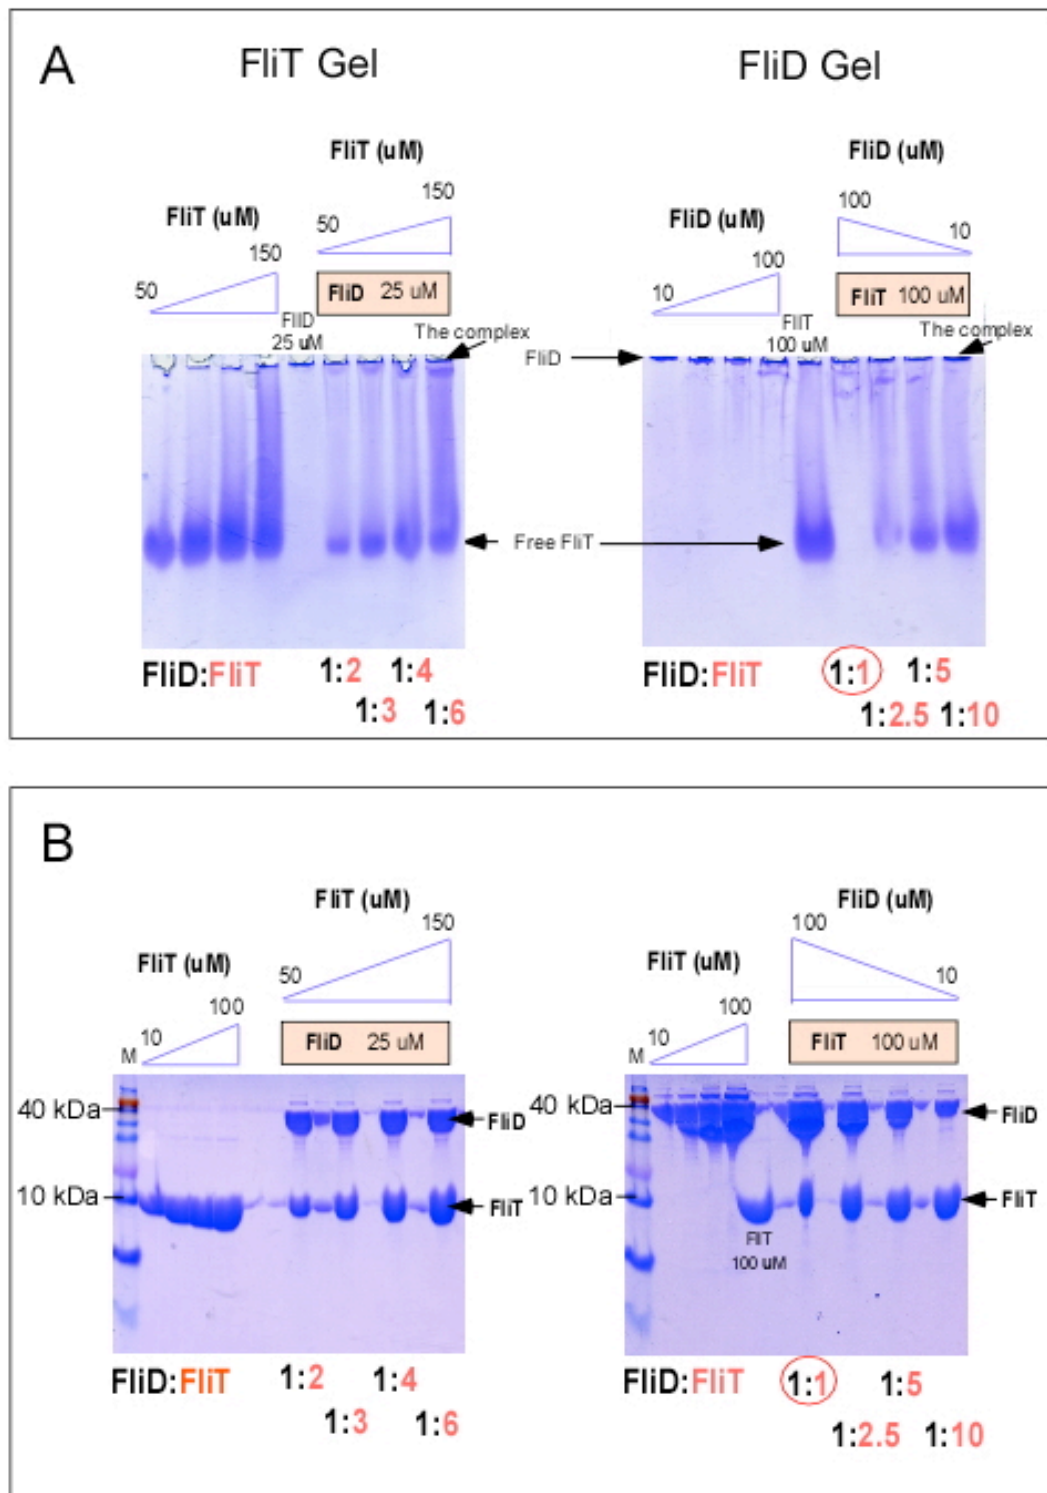 A
FliT Gel
FliD Gel
FliT (uM)
50
150
FliT (uM)
50
150
FliD 25 uM
FliD
25 uM
The complex
FliD (uM)
10
100
FliD (uM)
100
10
FliT 100 uM
FliT
100 uM
The complex
FliD
Free FliT
FliD:FliT
1:2
1:4
1:3
1:6
FliD:FliT
1:1
1:5
1:2.5
1:10
B
FliT (uM)
10
100
M
FliT (uM)
50
150
FliD 25 uM
40 kDa
10 kDa
FliD
FliT
FliD:FliT
1:2
1:4
1:3
1:6
FliT (uM)
10
100
M
FliD (uM)
100
10
FliT 100 uM
40 kDa
10 kDa
FliD
FliT
FliT
100 uM
FliD:FliT
1:1
1:5
1:2.5
1:10